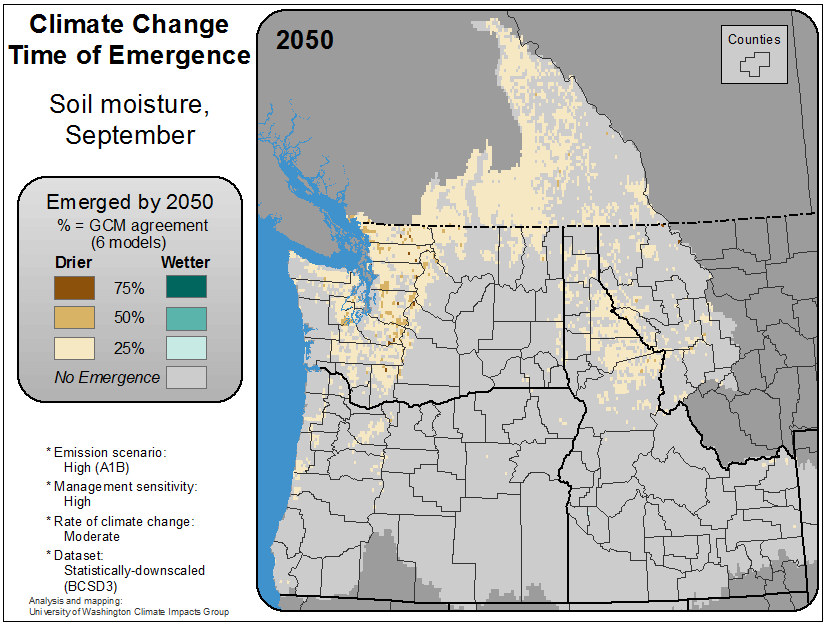 Climate Change
Time of Emergence
Soil moisture,
September
Emerged by 2050
% = GCM agreement
(6 models)
Drier Wetter
75%
50%
25%
No Emergence
* Emission scenario:
High (A1B)
* Management sensitivity:
High
* Rate of climate change:
Moderate
* Dataset:
Statistically-downscaled
(BCSD3)
Analysis and mapping:
University of Washington Climate Impacts Group
2050
Counties